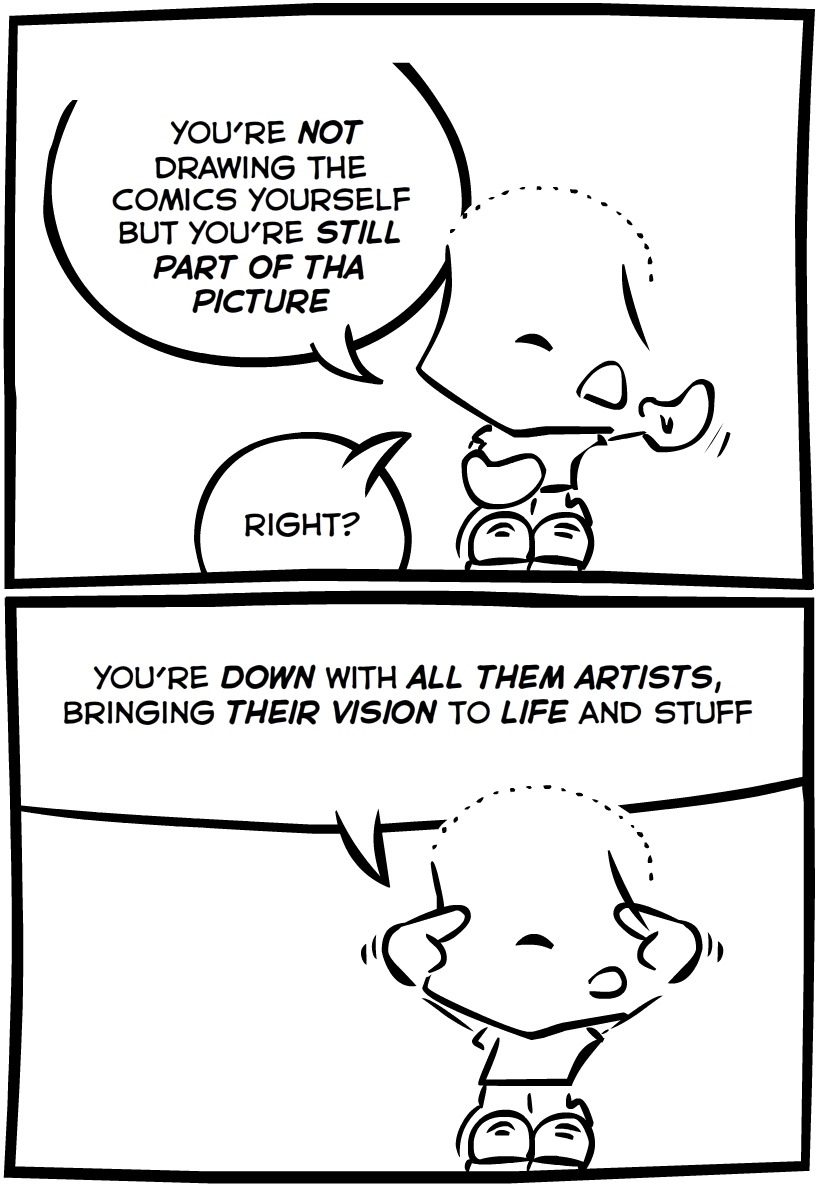 YOU'RE NOT
DRAWING THE
COMICS YOURSELF
BUT YOU'RE STILL
PART OF THA
PICTURE
RIGHT?
YOU'RE DOWN WITH ALL THEM ARTISTS,
BRINGING THEIR VISION TO LIFE AND STUFF